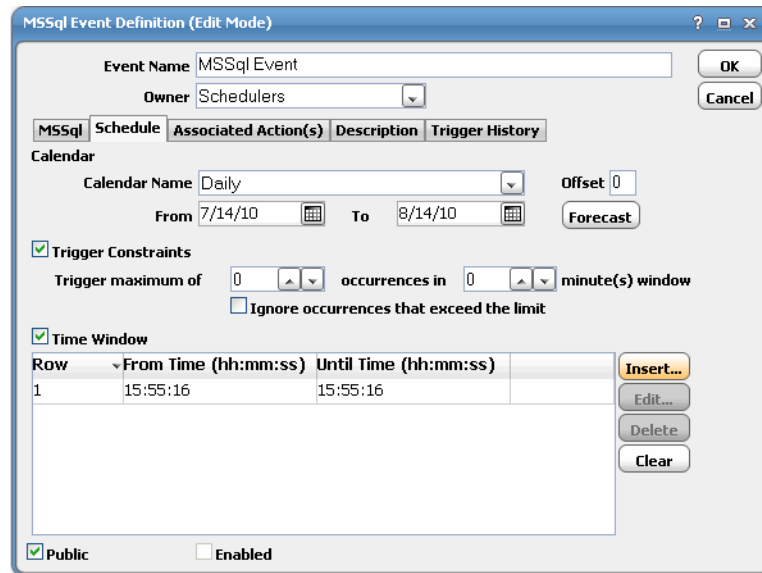 MSSql Event Definition (Edit Mode) ?
Event Name MSSql Event OK
Owner Schedulers Cancel
MSSql Schedule Associated Action(s) Description Trigger History
Calendar
Calendar Name Daily Offset 0
From 7/14/10 To 8/14/10 Forecast
Trigger Constraints
Trigger maximum of 0 occurrences in 0 minute(s) window
Ignore occurrences that exceed the limit
Time Window
Row From Time (hh:mm:ss) Until Time (hh:mm:ss) Insert...
1 15:55:16 15:55:16 Edit...
Delete
Clear
Public Enabled